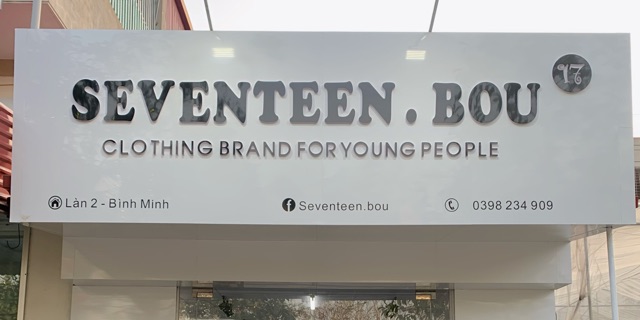 17
SEVENTEEN.BOU
CLOTHING BRAND FOR YOUNG PEOPLE
Làn 2 - Bình Minh
Seventeen.bou
0398 234 909